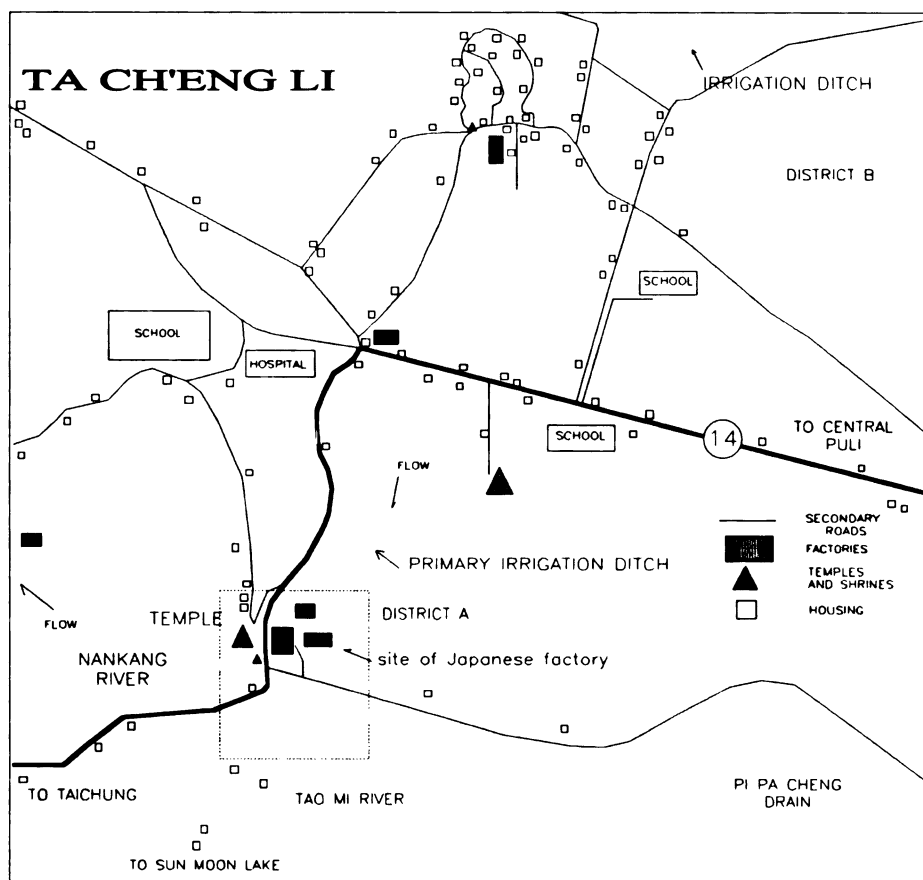 TA CH'ENG LI
IRRIGATION DITCH
DISTRICT B
SCHOOL
SCHOOL
HOSPITAL
SCHOOL
14
TO CENTRAL
PULI
FLOW
SECONDARY
ROADS
FACTORIES
TEMPLES
AND SHRINES
HOUSING
PRIMARY IRRIGATION DITCH
FLOW
TEMPLE
DISTRICT A
site of Japanese factory
NANKANG
RIVER
TO TAICHUNG
TAO MI RIVER
PI PA CHENG
DRAIN
TO SUN MOON LAKE